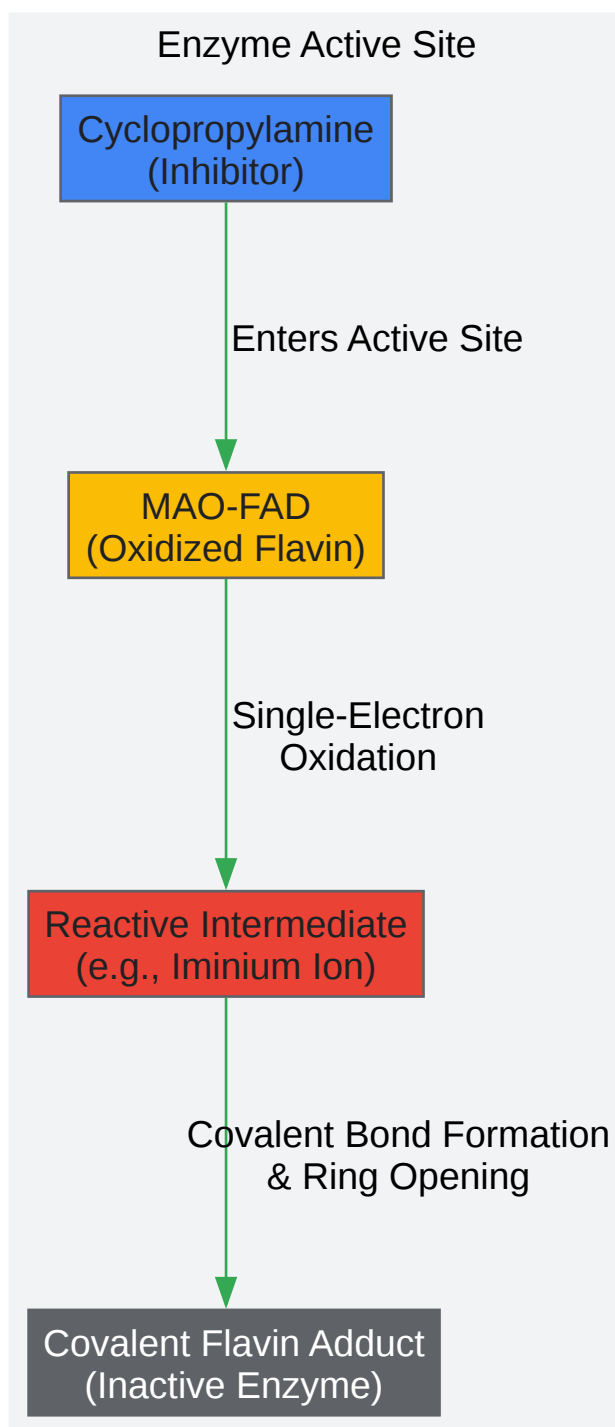 Enzyme Active Site
Cyclopropylamine
(Inhibitor)
Enters Active Site
MAO-FAD
(Oxidized Flavin)
Single-Electron
Oxidation
Reactive Intermediate
(e.g., Iminium Ion)
Covalent Bond Formation
& Ring Opening
Covalent Flavin Adduct
(Inactive Enzyme)